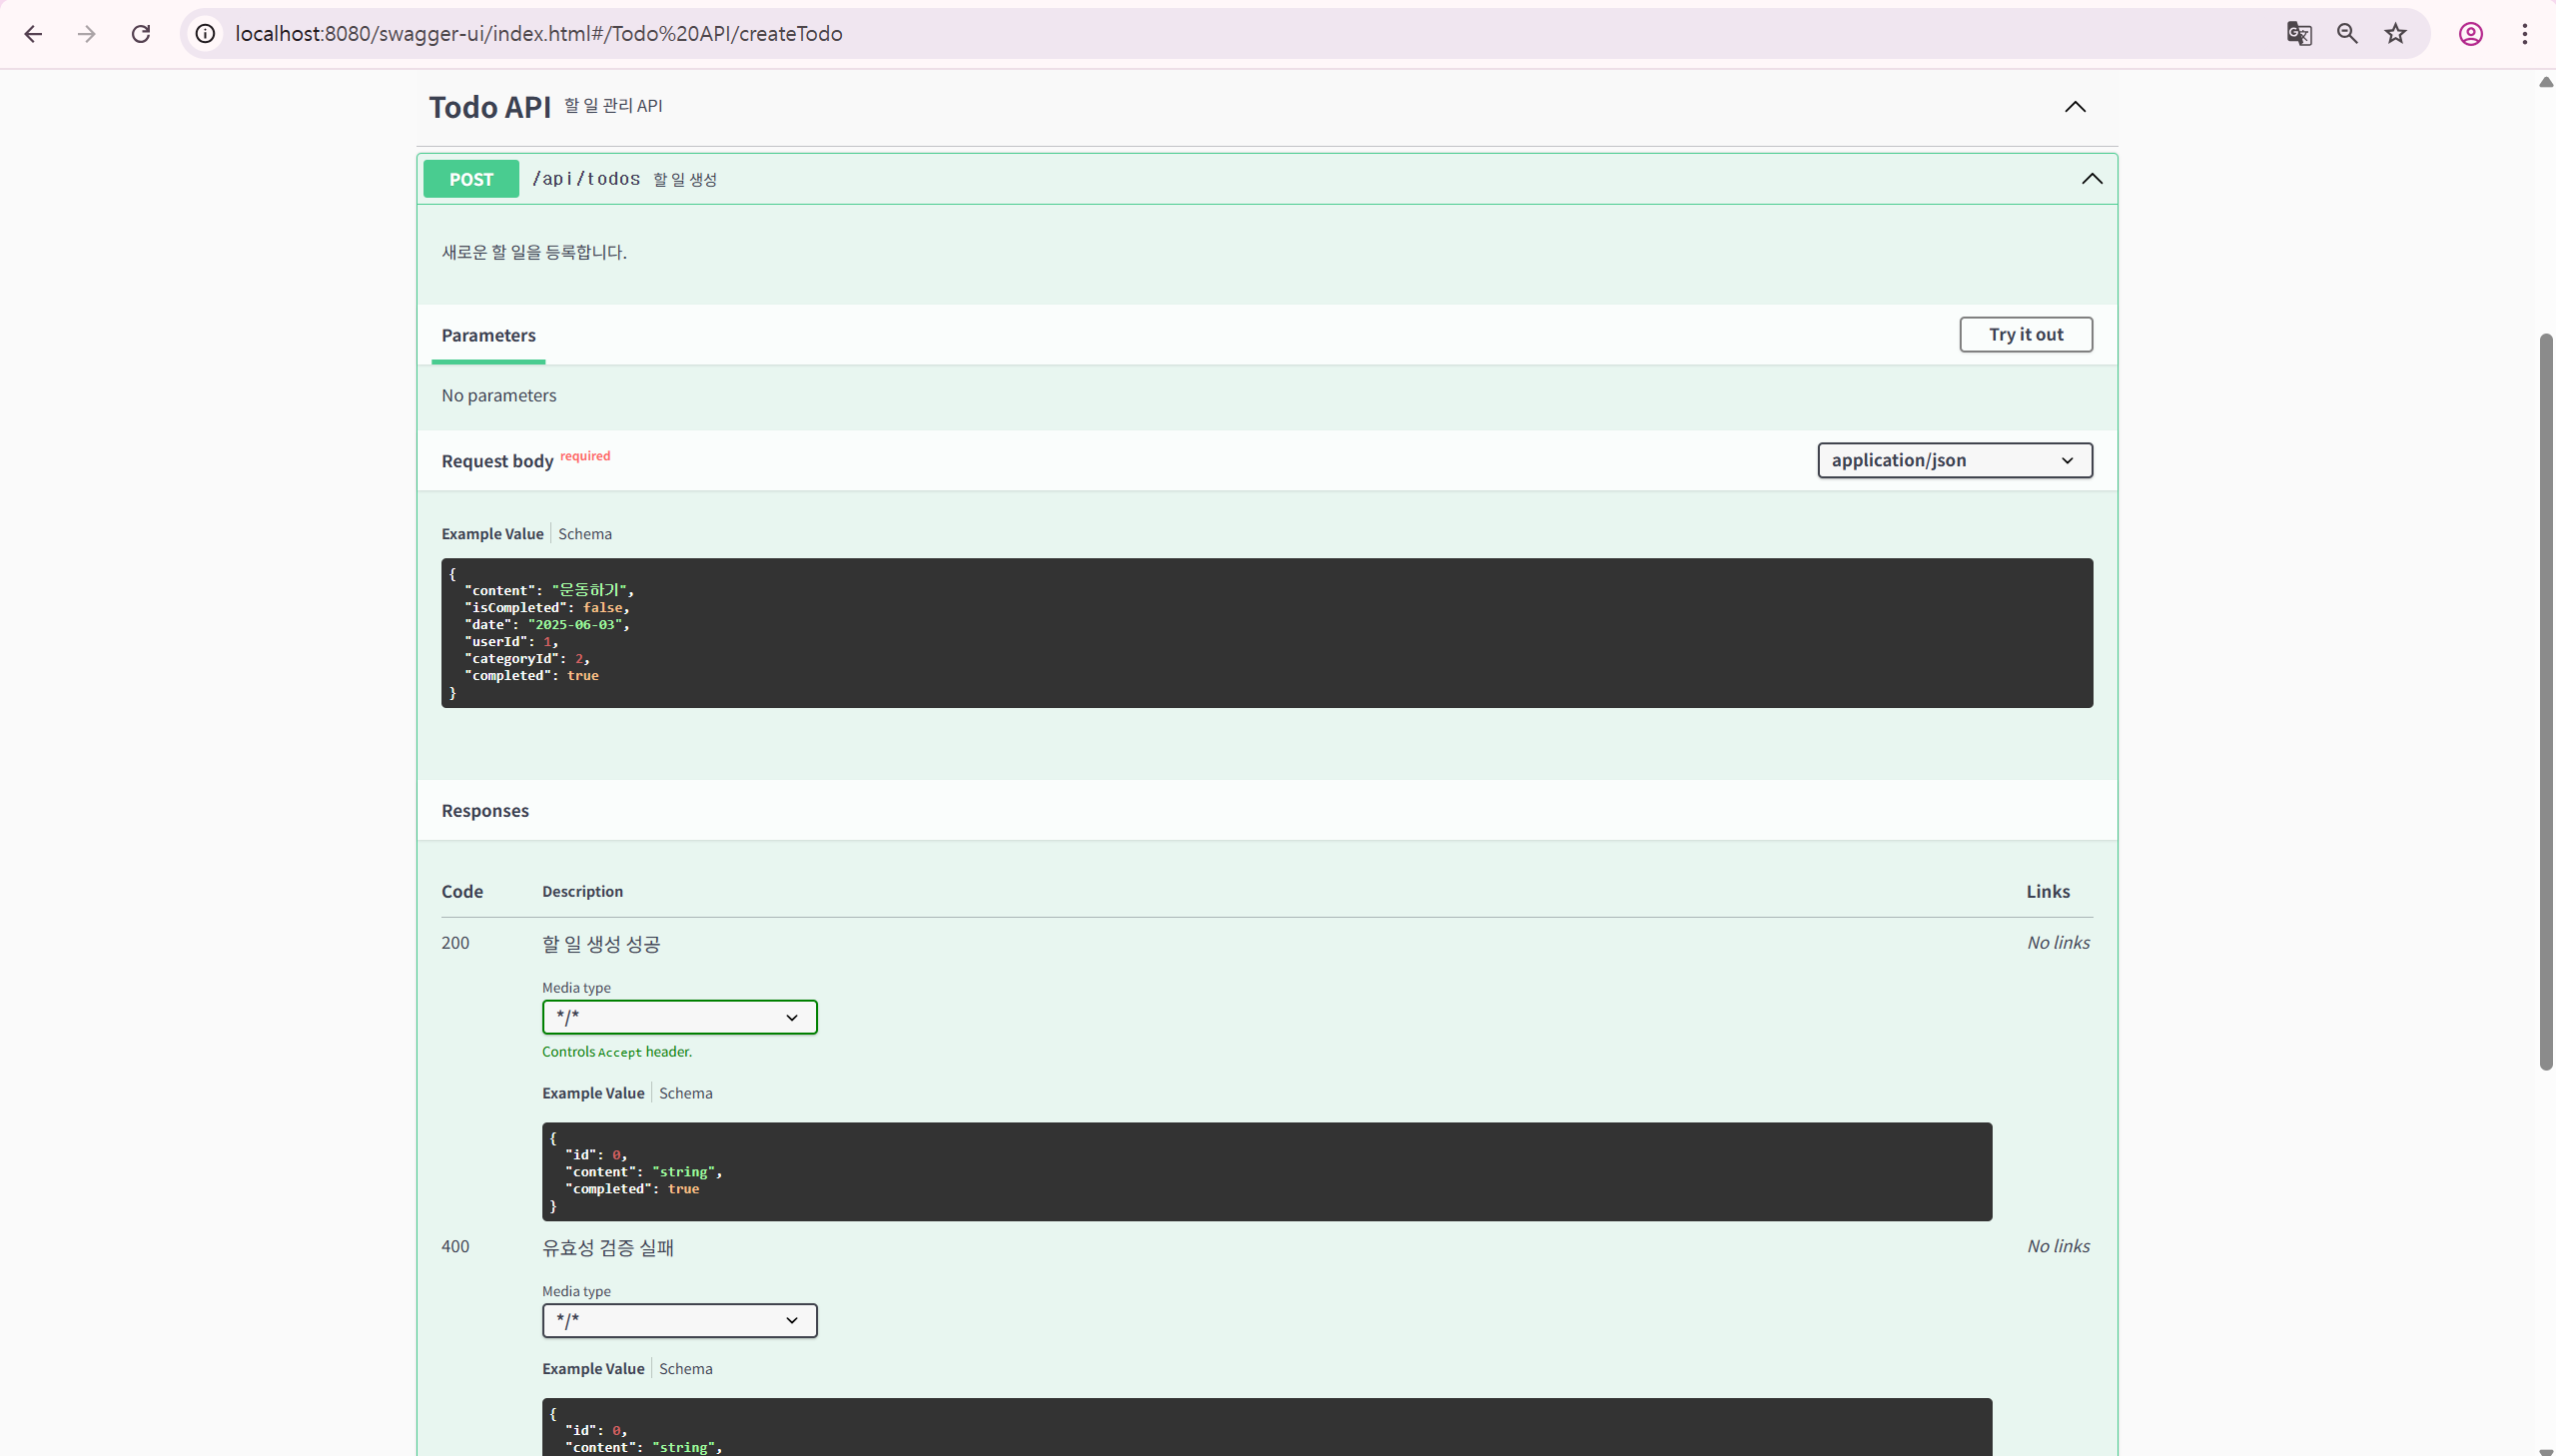 localhost:8080/swagger-ui/index.html#/Todo%20API/createTodo
Todo API 할 일 관리 API
POST /api/todos 할 일 생성
새로운 할 일을 등록합니다.
Parameters
Try it out
No parameters
Request body required
application/json
Example Value Schema
{
"content": "운동하기",
"isCompleted": false,
"date": "2025-06-03",
"userId": 1,
"categoryId": 2,
"completed": true
}
Responses
Code Description Links
200 할 일 생성 성공 No links
Media type
*/*
Controls Accept header.
Example Value Schema
{
"id": 0,
"content": "string",
"completed": true
}
400 유효성 검증 실패 No links
Media type
*/*
Example Value Schema
{
"id": 0,
"content": "string",